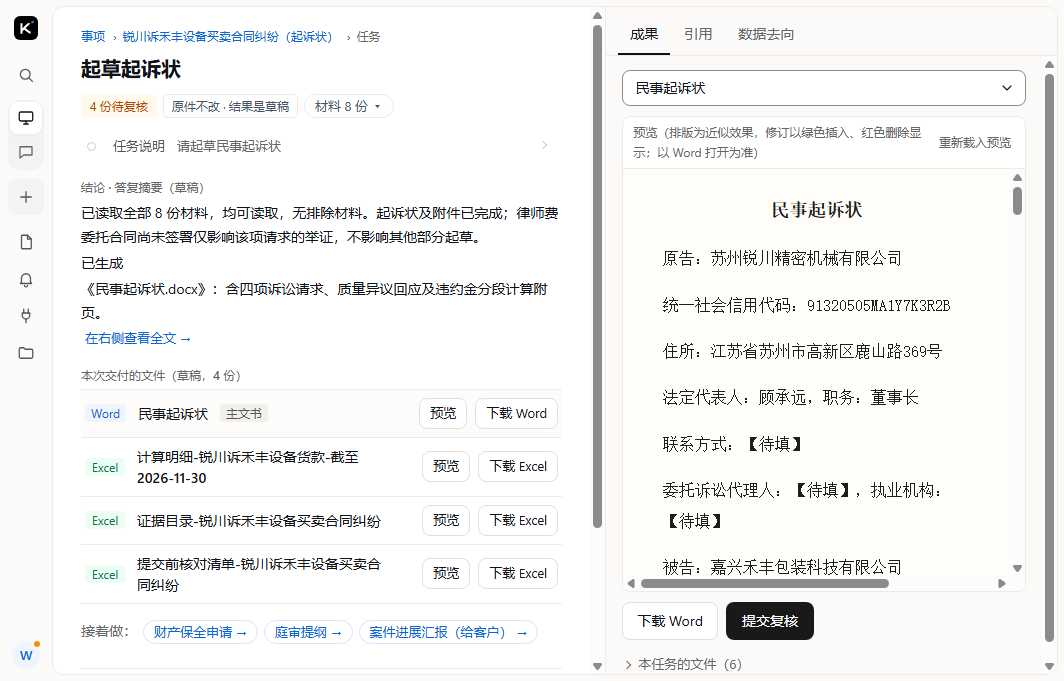 K
事项 › 锐川诉禾丰设备买卖合同纠纷（起诉状） › 任务
起草起诉状
4 份待复核
原件不改 · 结果是草稿
材料 8 份
任务说明 请起草民事起诉状
结论 · 答复摘要（草稿）
已读取全部 8 份材料，均可读取，无排除材料。起诉状及附件已完成；律师费
委托合同尚未签署仅影响该项请求的举证，不影响其他部分起草。
已生成
《民事起诉状.docx》：含四项诉讼请求、质量异议回应及违约金分段计算附
页。
在右侧查看全文 →
本次交付的文件（草稿，4 份）
Word 民事起诉状 主文书 预览 下载 Word
Excel 计算明细-锐川诉禾丰设备货款-截至
2026-11-30 预览 下载 Excel
Excel 证据目录-锐川诉禾丰设备买卖合同纠纷 预览 下载 Excel
Excel 提交前核对清单-锐川诉禾丰设备买卖合
同纠纷 预览 下载 Excel
接着做： 财产保全申请 → 庭审提纲 → 案件进展汇报（给客户） →
W
成果 引用 数据去向
民事起诉状
预览（排版为近似效果，修订以绿色插入、红色删除显
示；以 Word 打开为准）
重新载入预览
民事起诉状
原告：苏州锐川精密机械有限公司
统一社会信用代码：91320505MA1Y7K3R2B
住所：江苏省苏州市高新区鹿山路369号
法定代表人：顾承远，职务：董事长
联系方式：【待填】
委托诉讼代理人：【待填】，执业机构：
【待填】
被告：嘉兴禾丰包装科技有限公司
下载 Word 提交复核
本任务的文件（6）